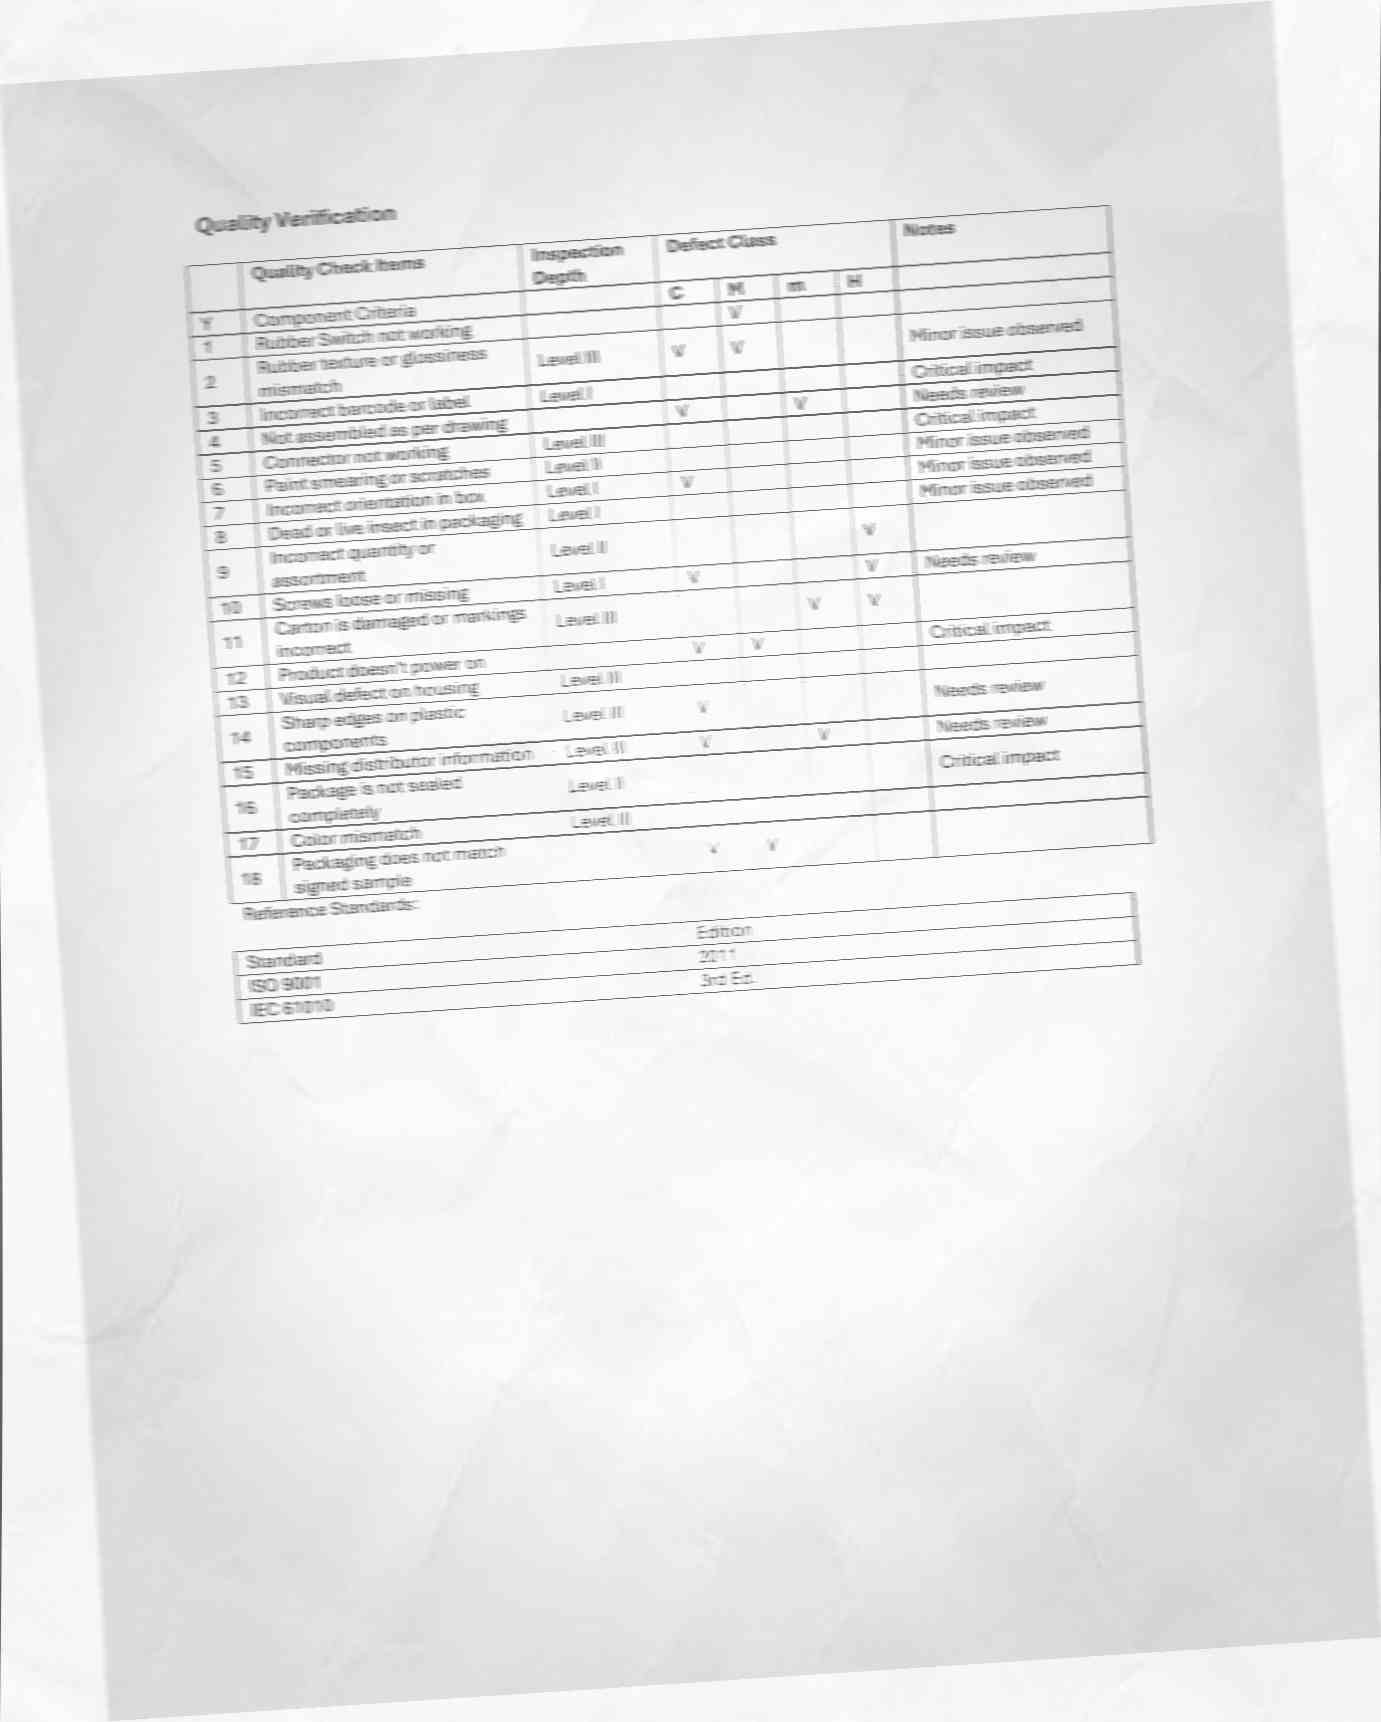 Quality Verification
Quality Check Items Inspection Depth Defect Class Notes
C M m H
Y Component Criteria
1 Rubber Switch not working V
2 Rubber texture or glossiness mismatch Level III V V Minor issue observed
3 Incorrect barcode or label Level I Critical impact
4 Not assembled as per drawing V V Needs review
5 Connector not working Level III Critical impact
6 Paint smearing or scratches Level II Minor issue observed
7 Incorrect orientation in box Level I V Minor issue observed
8 Dead or live insect in packaging Level I Minor issue observed
9 Incorrect quantity or assortment Level II V
10 Screws loose or missing Level I V V Needs review
11 Carton is damaged or markings incorrect Level III V V
12 Product doesn't power on V V Critical impact
13 Visual defect on housing Level III
14 Sharp edges on plastic components Level III V Needs review
15 Missing distributor information Level III V V Needs review
16 Package is not sealed completely Level II Critical impact
17 Color mismatch Level III
18 Packaging does not match signed sample V V
Reference Standards:
Standard Edition
ISO 9001 2011
IEC 61010 3rd Ed.